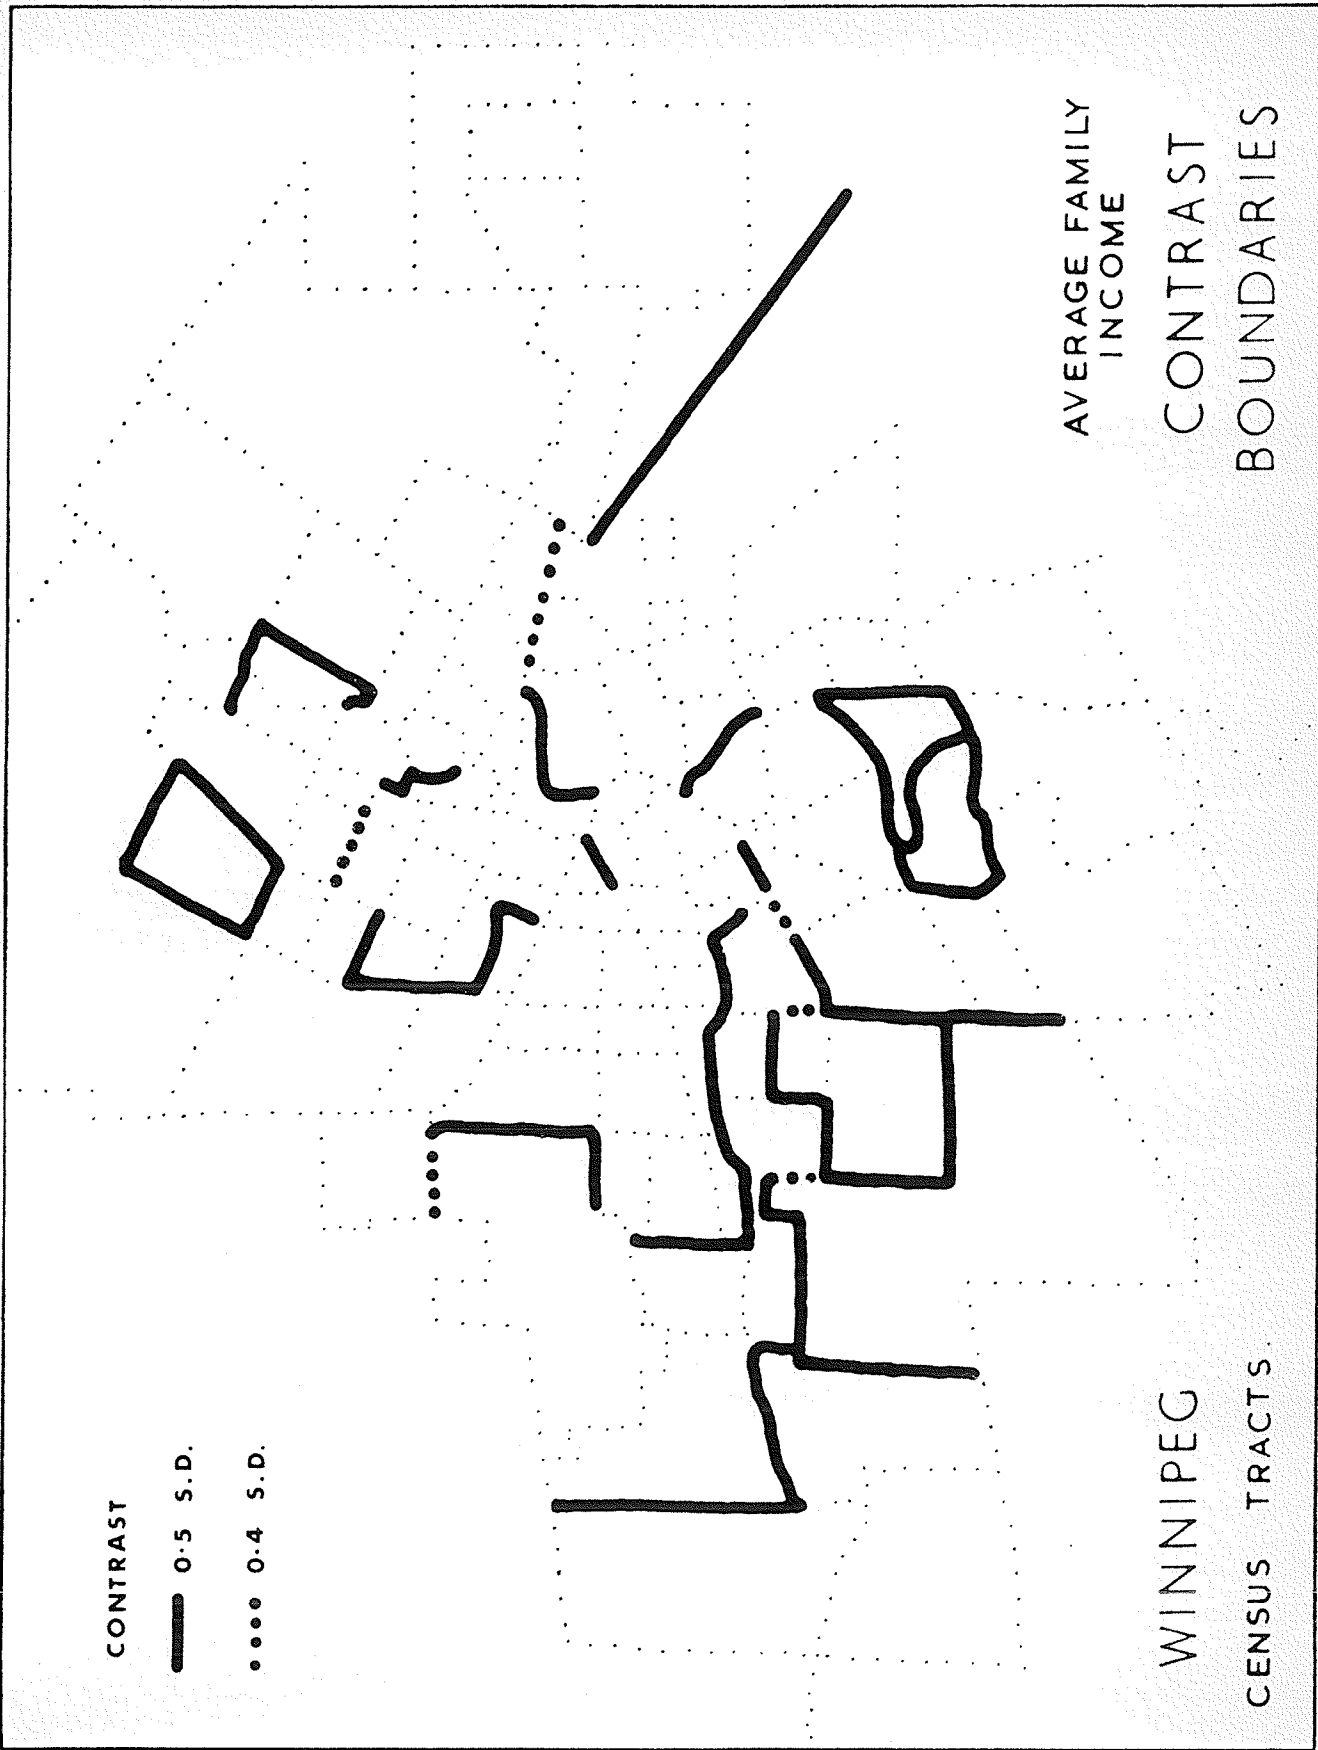 CONTRAST
0·5 S.D.
0·4 S.D.
WINNIPEG
CENSUS TRACTS.
AVERAGE FAMILY
INCOME
CONTRAST
BOUNDARIES